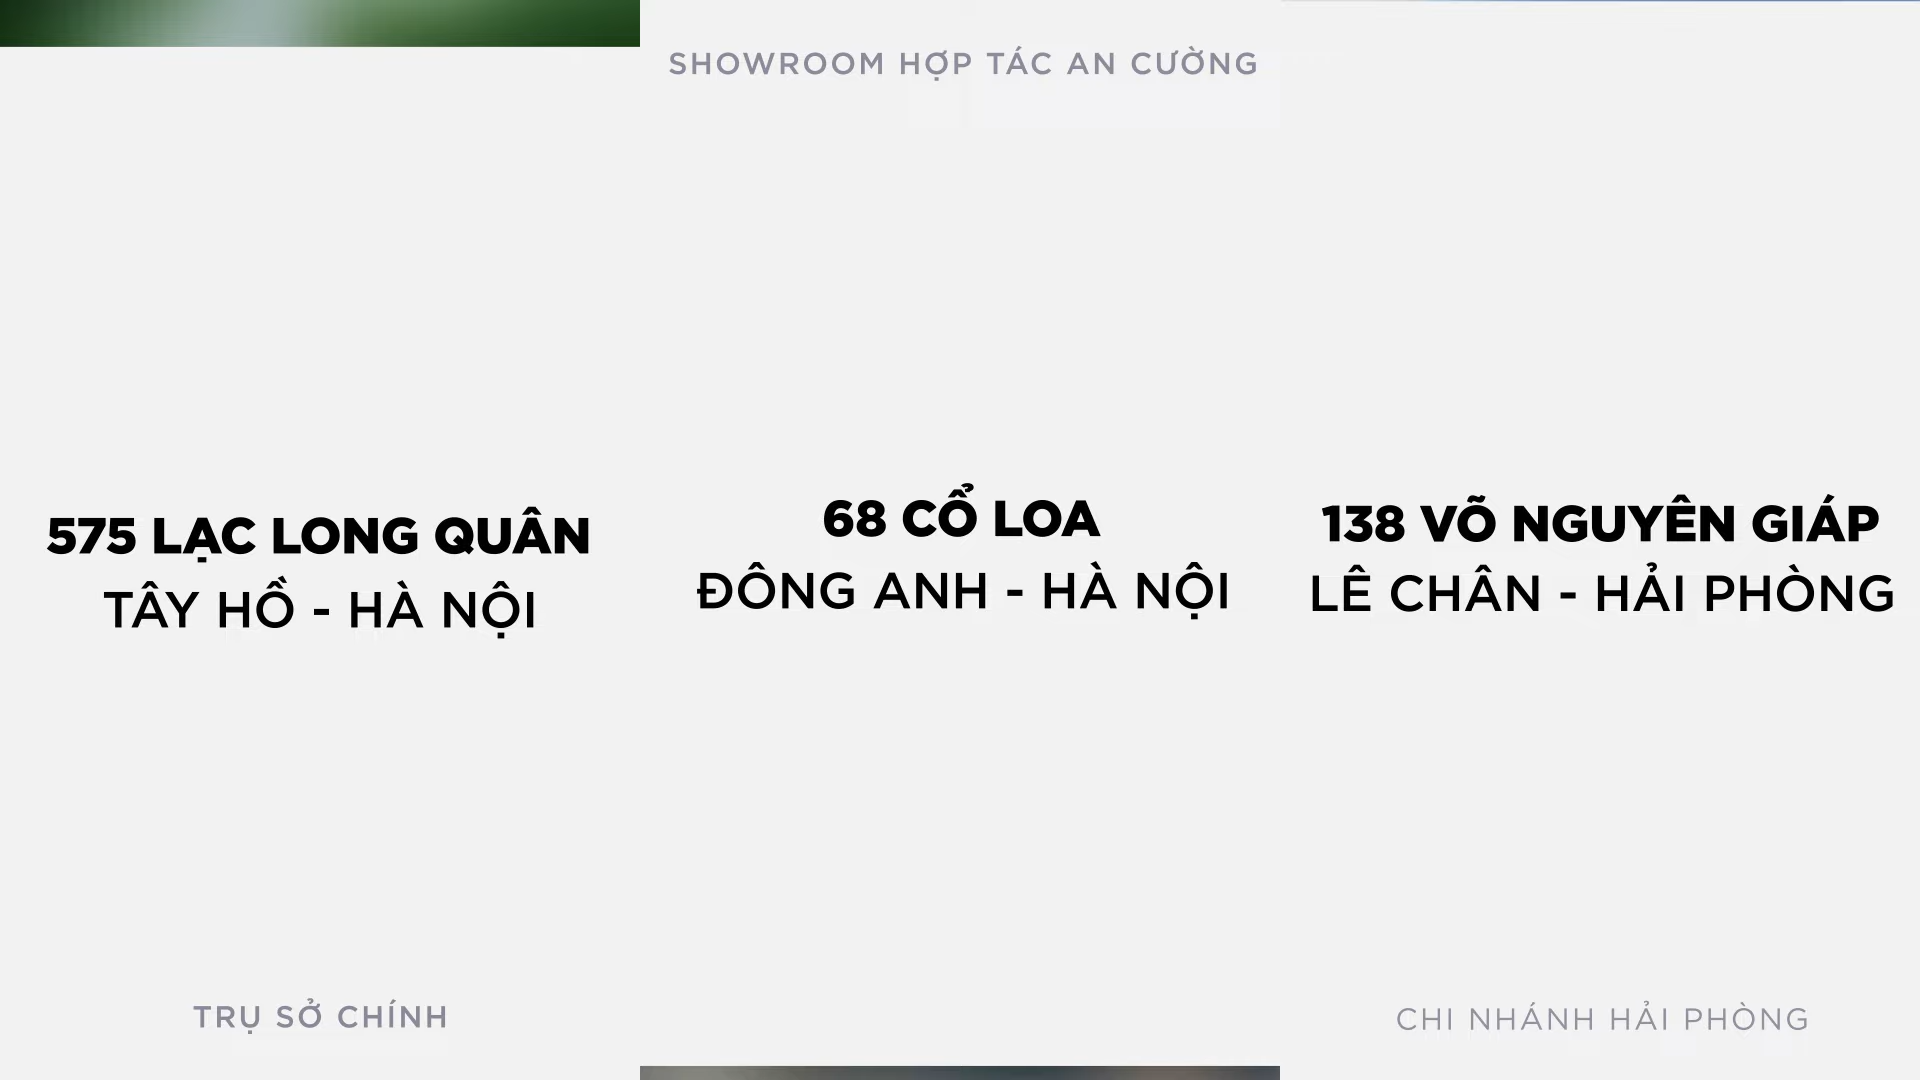 575 LẠC LONG QUÂN
TÂY HỒ - HÀ NỘI
TRỤ SỞ CHÍNH
SHOWROOM HỢP TÁC AN CƯỜNG
68 CỔ LOA
ĐÔNG ANH - HÀ NỘI
138 VÕ NGUYÊN GIÁP
LÊ CHÂN - HẢI PHÒNG
CHI NHÁNH HẢI PHÒNG